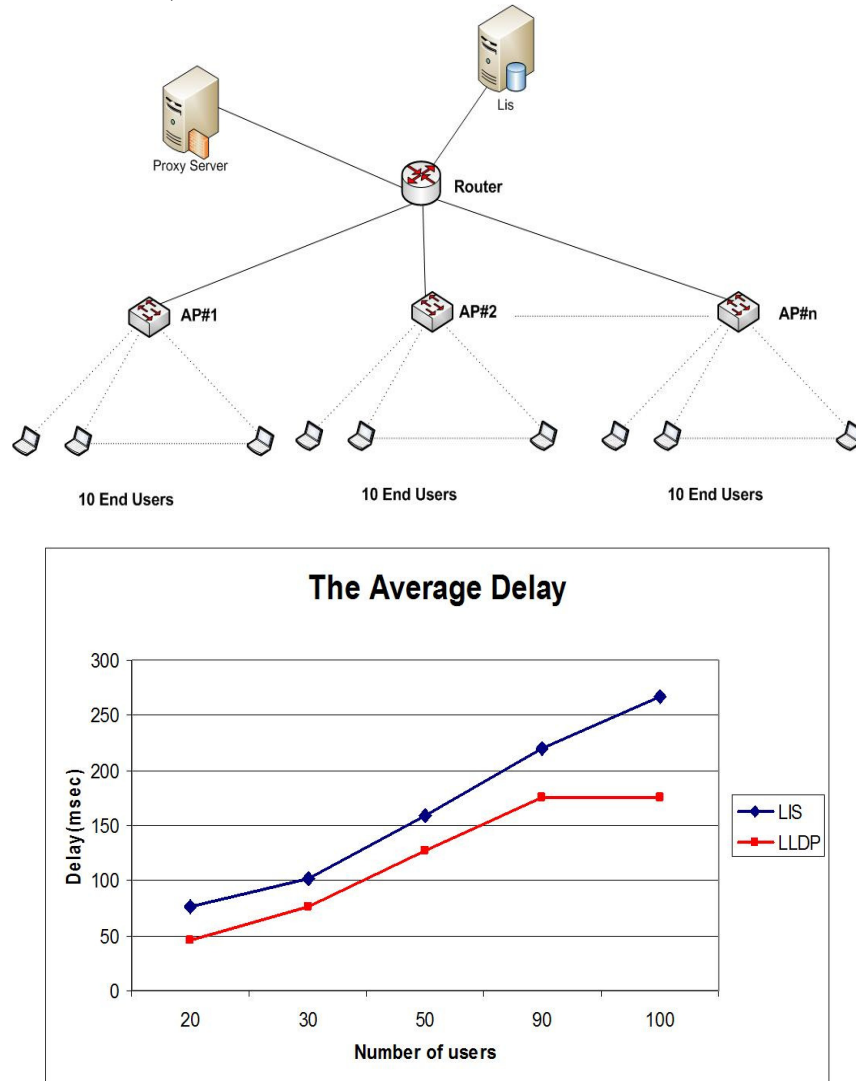 Lis
Proxy Server
Router
AP#1
AP#2
AP#n
10 End Users
10 End Users
10 End Users
The Average Delay
Delay(msec)
300
250
200
150
100
50
0
20 30 50 90 100
Number of users
LIS
LLDP